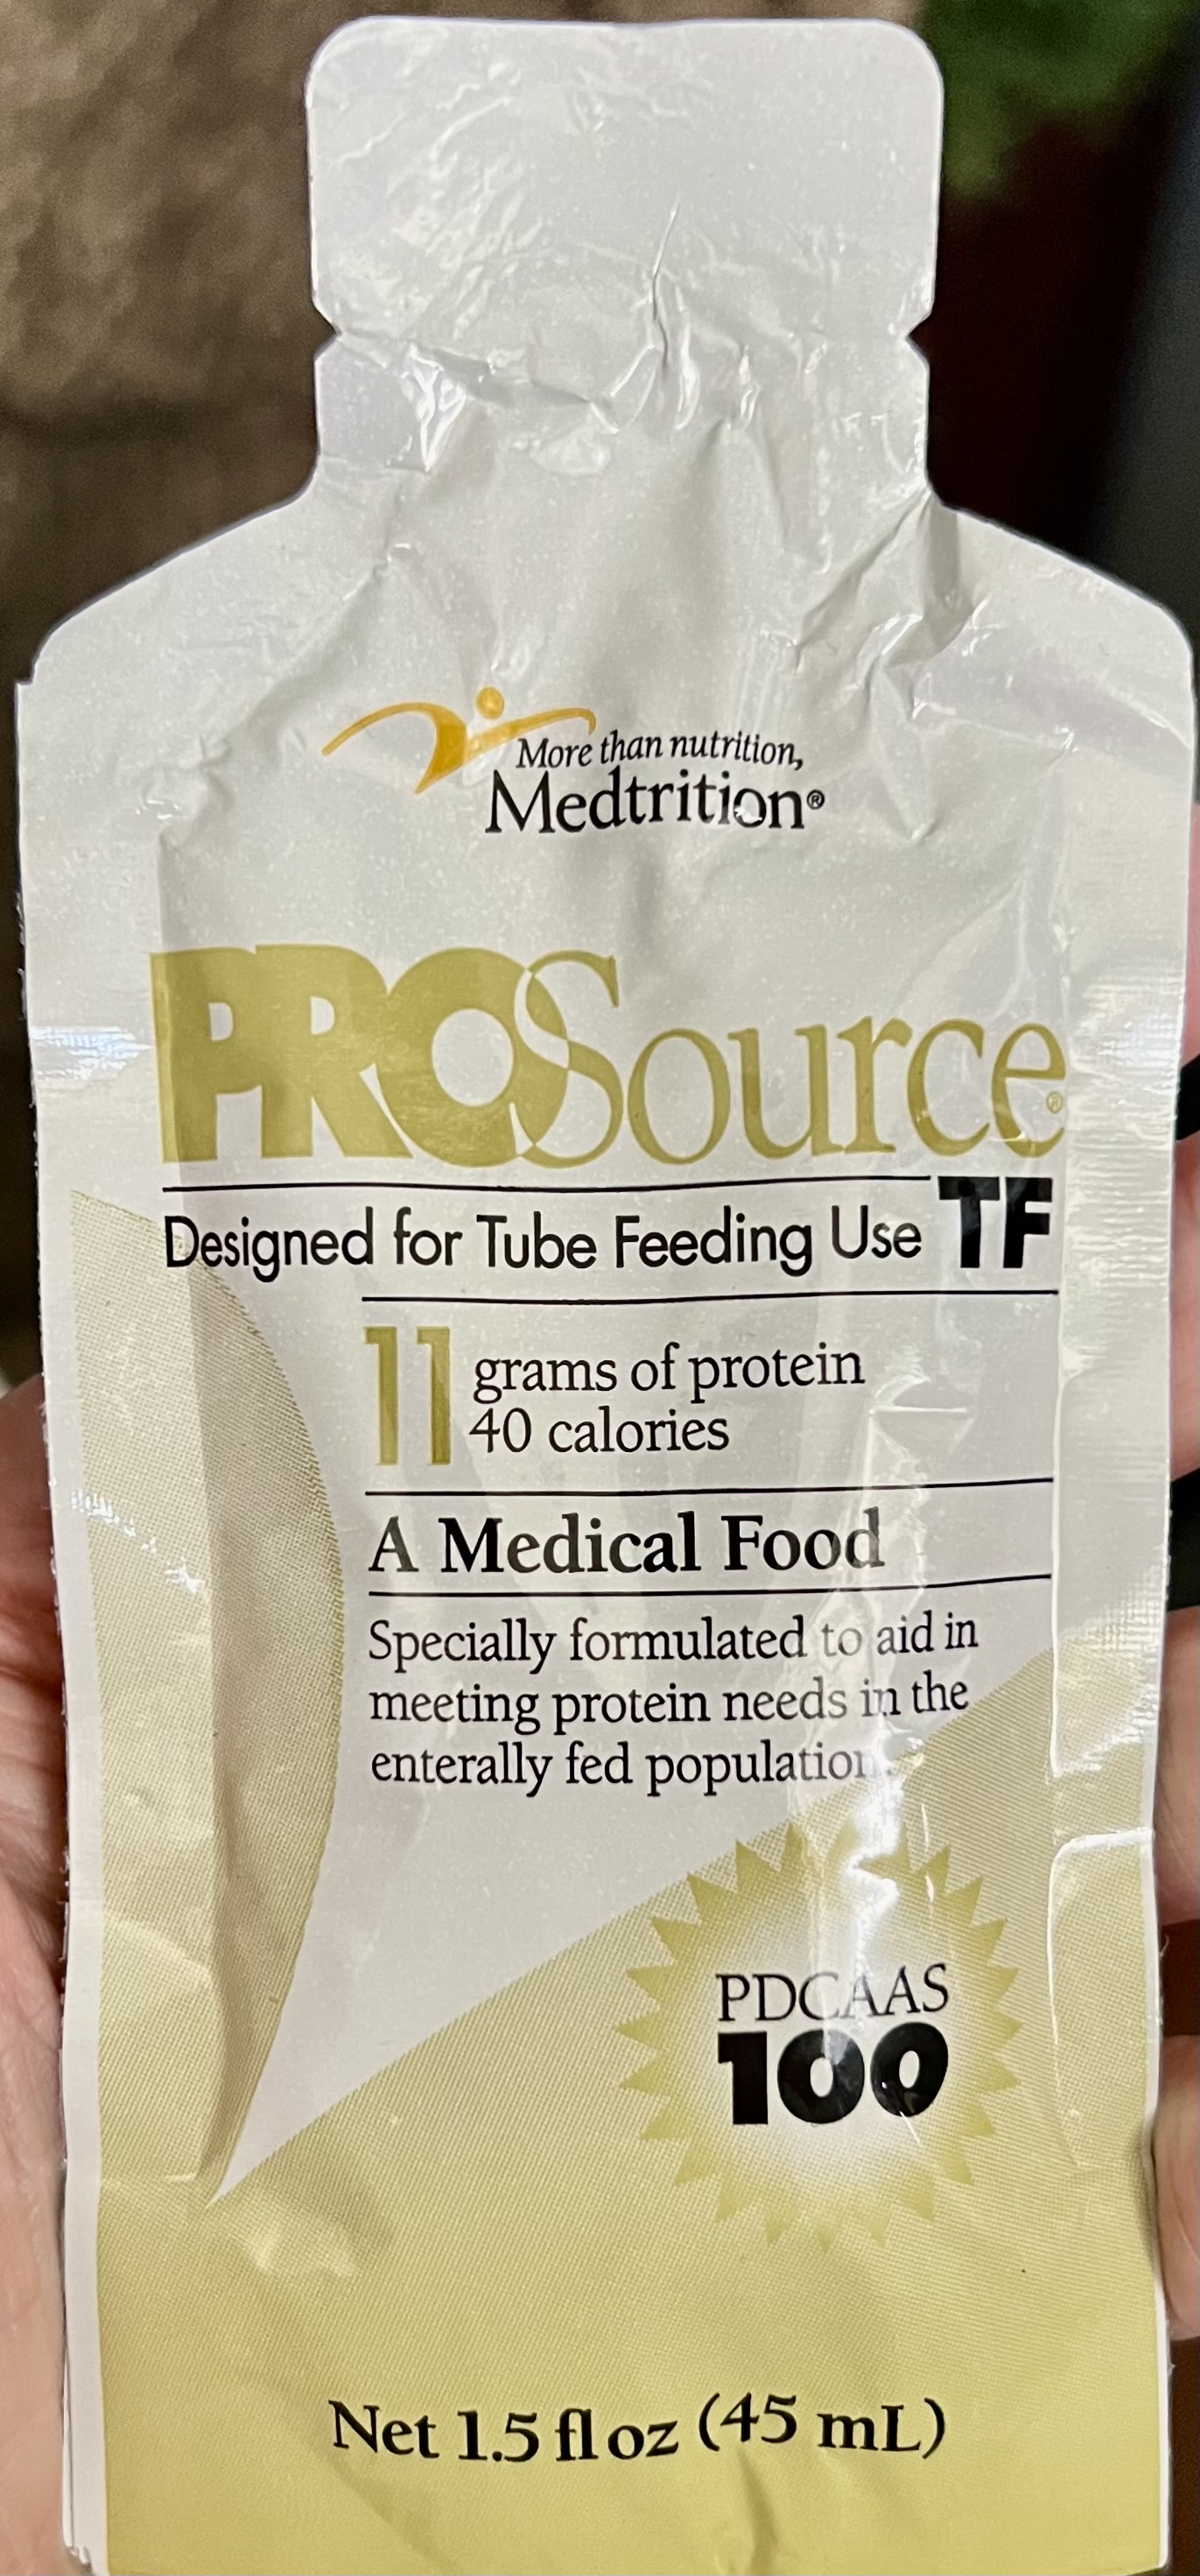 More than nutrition,
Medtrition®
PROSource®
Designed for Tube Feeding Use TF
11 grams of protein
40 calories
A Medical Food
Specially formulated to aid in
meeting protein needs in the
enterally fed population.
PDCAAS
100
Net 1.5 fl oz (45 mL)